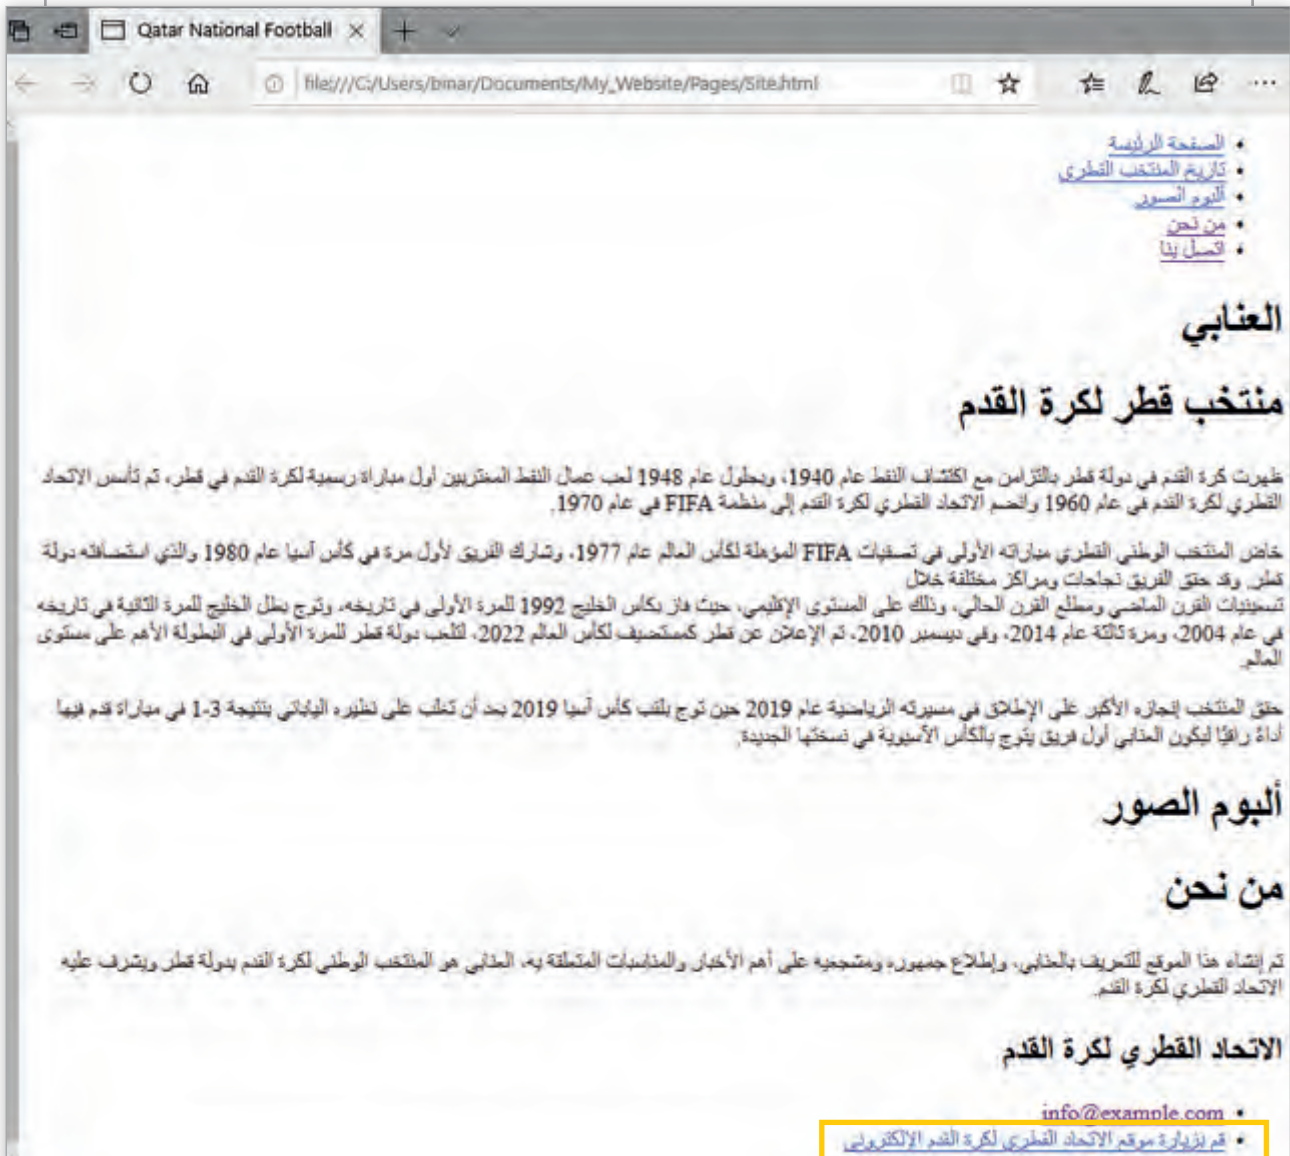 Qatar National Football
file:///C:/Users/binar/Documents/My_Website/Pages/Site.html
الصفحة الرئيسة
تاريخ المنتخب القطري
ألبوم الصور
من نحن
اتصل بنا
العنابي
منتخب قطر لكرة القدم
ظهرت كرة القدم في دولة قطر بالتزامن مع اكتشاف النفط عام 1940، وبحلول عام 1948 لعب عمال النفط المغتربين أول مباراة رسمية لكرة القدم في قطر، تم تأسس الاتحاد
القطري لكرة القدم في عام 1960 وانضم الاتحاد القطري لكرة القدم إلى منظمة FIFA في عام 1970.
خاض المنتخب الوطني القطري مباراته الأولى في تصفيات FIFA المؤهلة لكأس العالم عام 1977، وشارك الفريق لأول مرة في كأس آسيا عام 1980 والذي استضافته دولة
قطر. وقد حقق الفريق نجاحات ومراكز مختلفة خلال
تسعينيات القرن الماضي ومطلع القرن الحالي، وذلك على المستوى الإقليمي، حيث فاز بكأس الخليج 1992 للمرة الأولى في تاريخه، وتوج بطل الخليج للمرة الثانية في تاريخه
في عام 2004، ومرة ثالثة عام 2014، وفي ديسمبر 2010، تم الإعلان عن قطر كمستضيف لكأس العالم 2022، لتلعب دولة قطر للمرة الأولى في البطولة الأهم على مستوى
العالم.
حقق المنتخب إنجازه الأكبر على الإطلاق في مسيرته الرياضية عام 2019 حين توج بلقب كأس آسيا 2019 بعد أن تغلب على نظيره الياباني بنتيجة 3-1 في مباراة قدم فيها
أداءً راقيًا ليكون العنابي أول فريق يتوج بالكأس الآسيوية في نسختها الجديدة.
ألبوم الصور
من نحن
تم إنشاء هذا الموقع للتعريف بالعنابي، وإطلاع جمهوره ومشجعيه على أهم الأخبار والمناسبات المتعلقة به، العنابي هو المنتخب الوطني لكرة القدم بدولة قطر ويشرف عليه
الاتحاد القطري لكرة القدم.
الاتحاد القطري لكرة القدم
info@example.com
قم بزيارة موقع الاتحاد القطري لكرة القدم الإلكتروني